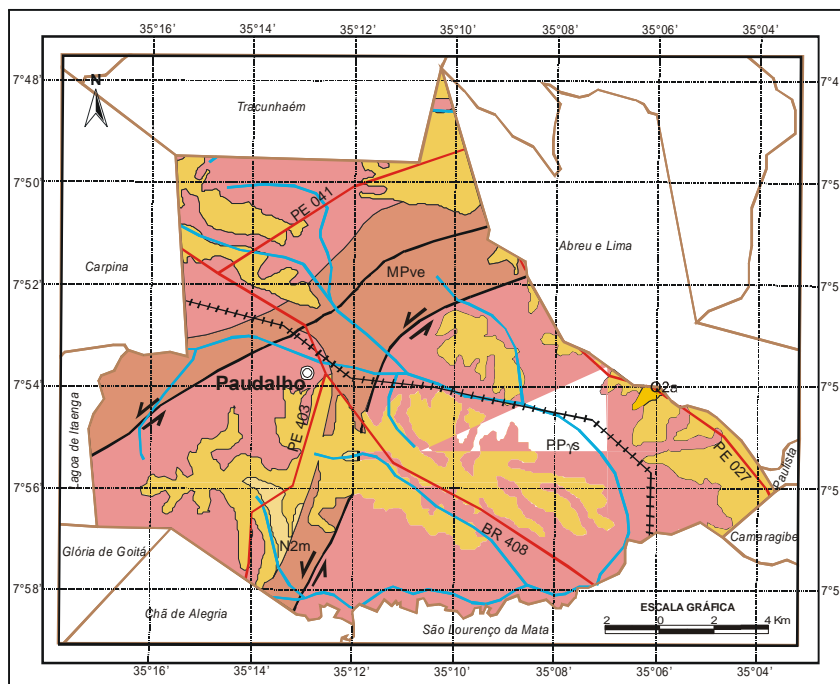 35°16' 35°14' 35°12' 35°10' 35°08' 35°06' 35°04'
7°48' 7°4
N
Tracunhaém
7°50' 7°5
PE 041
Abreu e Lima
Carpina
MPve
7°52' 7°5
7°54' 7°5
Paudalho
Q2a
Lagoa de Itaenga
PE 403
PPγs
PE 027
Paulista
7°56' 7°5
BR 408
Camaragibe
Glória de Goitá
N2m
7°58' 7°5
Chã de Alegria
São Lourenço da Mata
ESCALA GRÁFICA
2 0 2 4 Km
35°16' 35°14' 35°12' 35°10' 35°08' 35°06' 35°04'